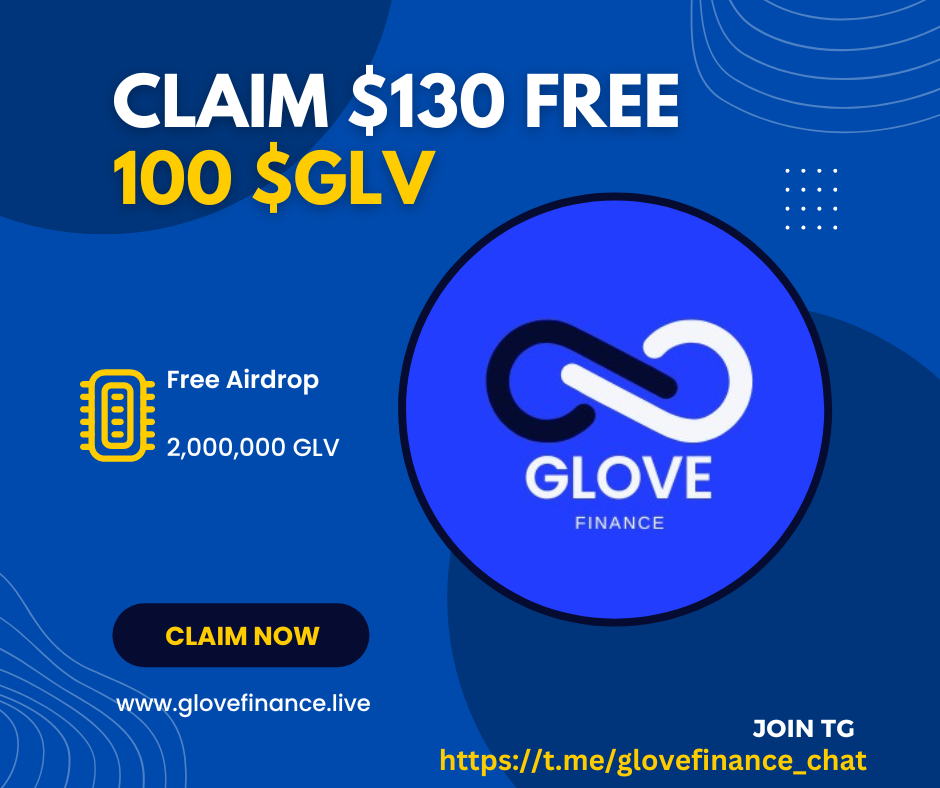 CLAIM $130 FREE
100 $GLV
Free Airdrop
2,000,000 GLV
GLOVE
FINANCE
CLAIM NOW
www.glovefinance.live
JOIN TG
https://t.me/glovefinance_chat